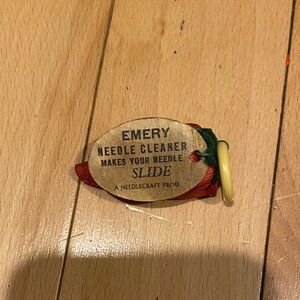 EMERY
NEEDLE CLEANER
MAKES YOUR NEEDLE
SLIDE
A NEEDLECRAFT PROD